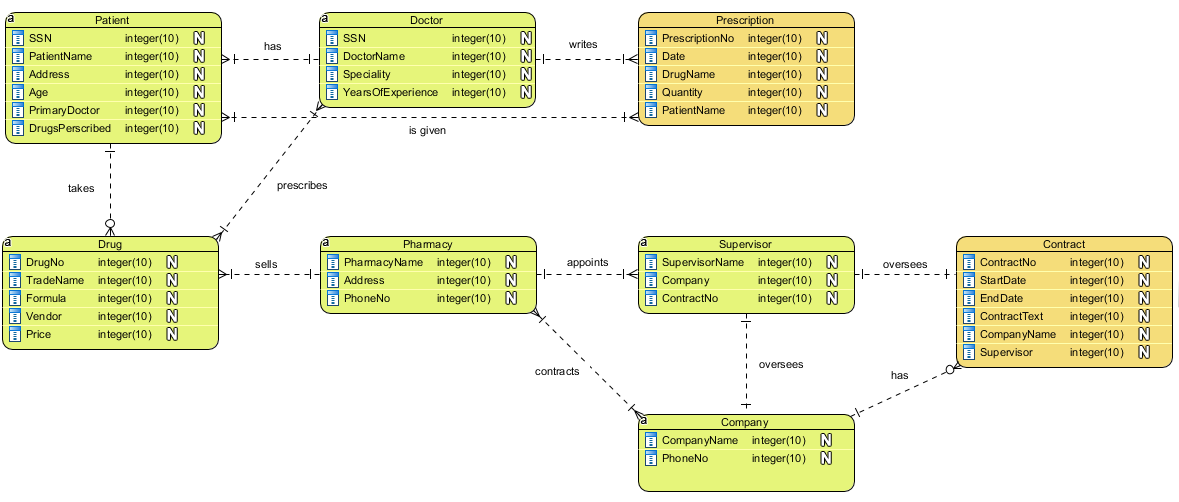 a Patient
SSN integer(10) N
PatientName integer(10) N
Address integer(10) N
Age integer(10) N
PrimaryDoctor integer(10) N
DrugsPerscribed integer(10) N
has
a Doctor
SSN integer(10) N
DoctorName integer(10) N
Speciality integer(10) N
YearsOfExperience integer(10) N
writes
Prescription
PrescriptionNo integer(10) N
Date integer(10) N
DrugName integer(10) N
Quantity integer(10) N
PatientName integer(10) N
is given
takes
prescribes
a Drug
DrugNo integer(10) N
TradeName integer(10) N
Formula integer(10) N
Vendor integer(10) N
Price integer(10) N
sells
a Pharmacy
PharmacyName integer(10) N
Address integer(10) N
PhoneNo integer(10) N
appoints
a Supervisor
SupervisorName integer(10) N
Company integer(10) N
ContractNo integer(10) N
oversees
Contract
ContractNo integer(10) N
StartDate integer(10) N
EndDate integer(10) N
ContractText integer(10) N
CompanyName integer(10) N
Supervisor integer(10) N
contracts
oversees
has
a Company
CompanyName integer(10) N
PhoneNo integer(10) N